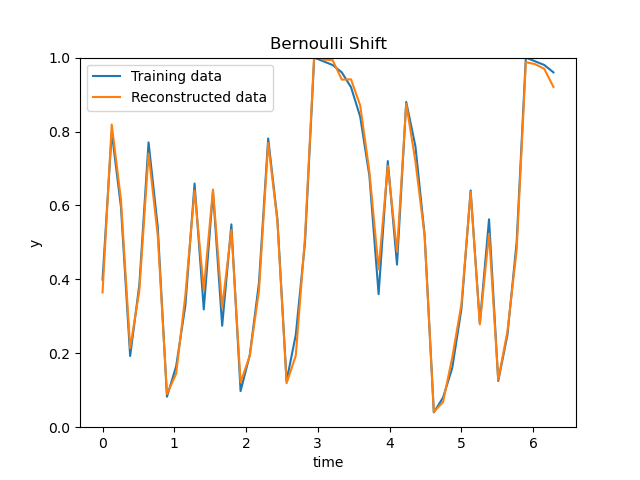 Bernoulli Shift
Training data
Reconstructed data
1.0
0.8
0.6
0.4
0.2
0.0
y
0 1 2 3 4 5 6
time